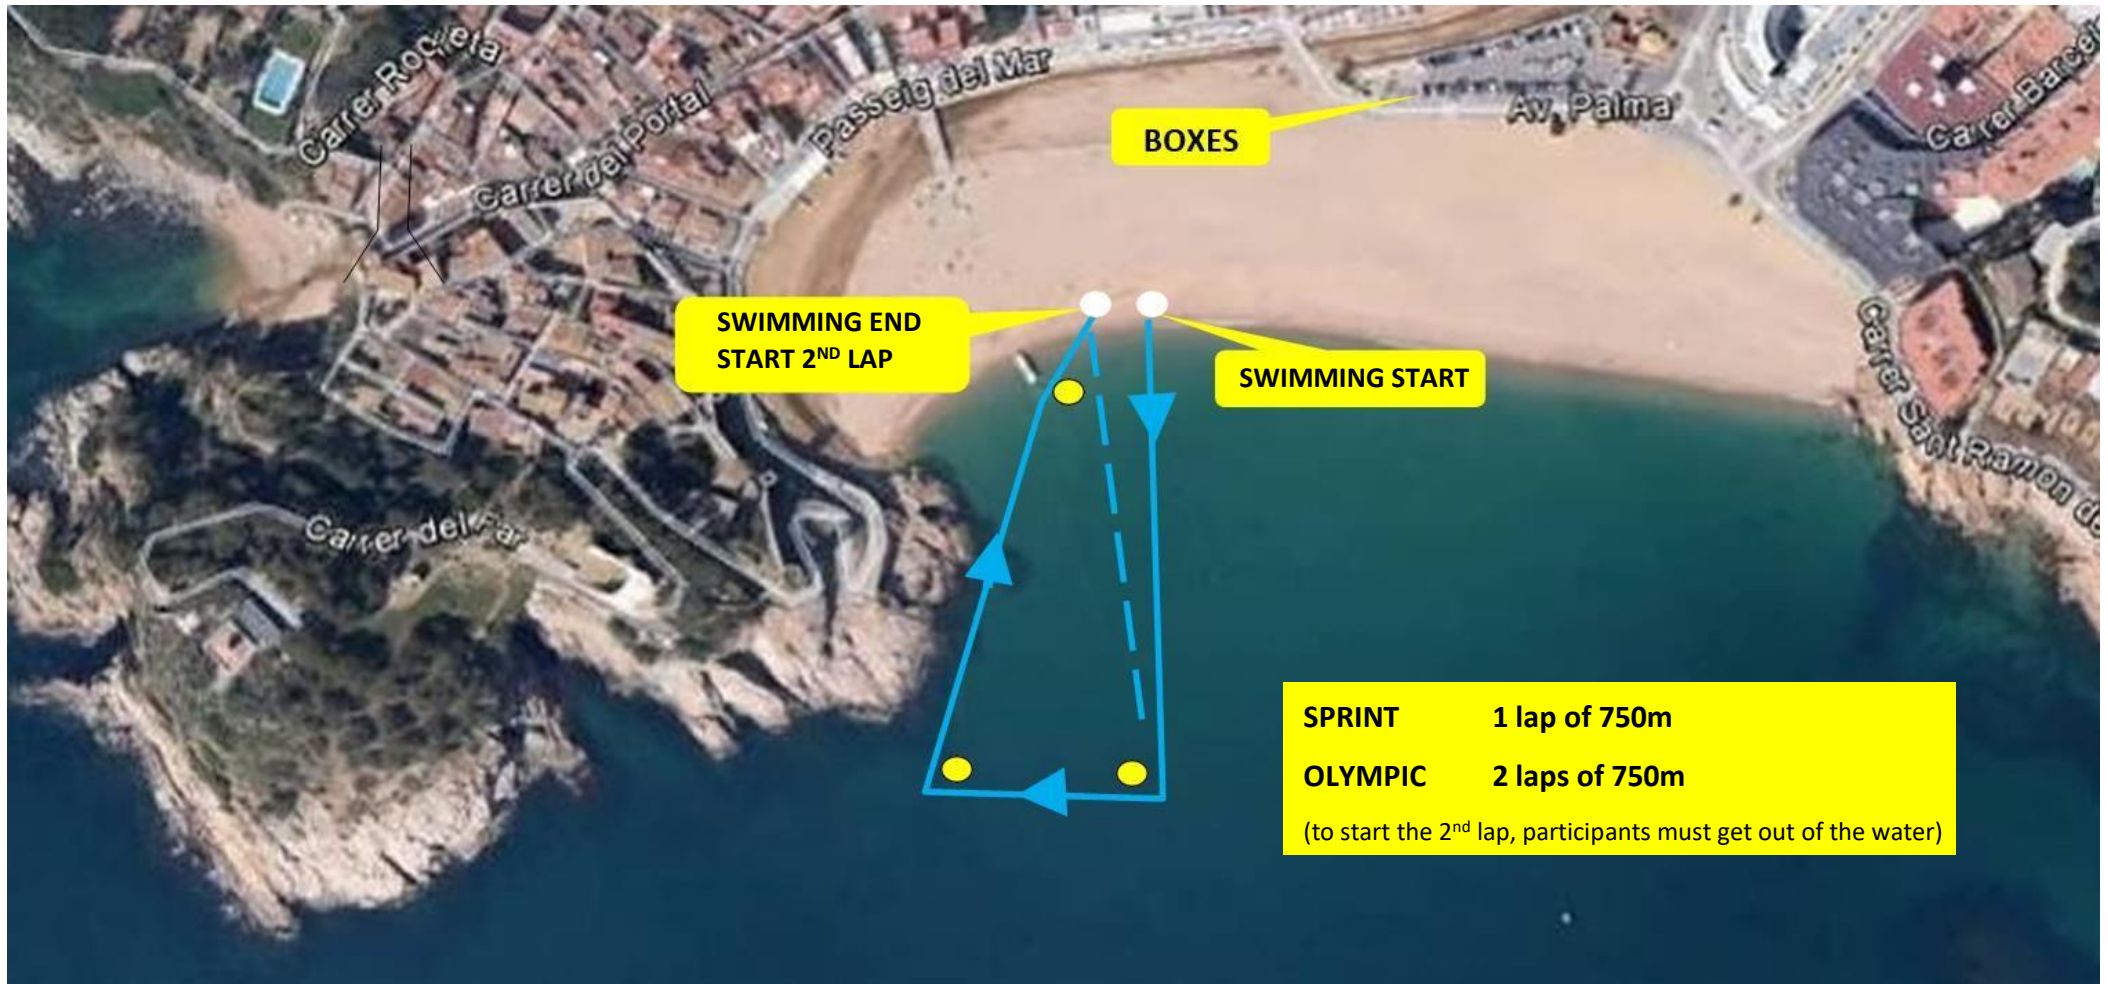 Carrer Roqueta
Carrer del Portal
Passeig del Mar
BOXES
Av. Palma
Carrer
SWIMMING END
START 2ND LAP
SWIMMING START
Carrer Sant Ramon de
Carrer del Far
SPRINT 1 lap of 750m
OLYMPIC 2 laps of 750m
(to start the 2nd lap, participants must get out of the water)